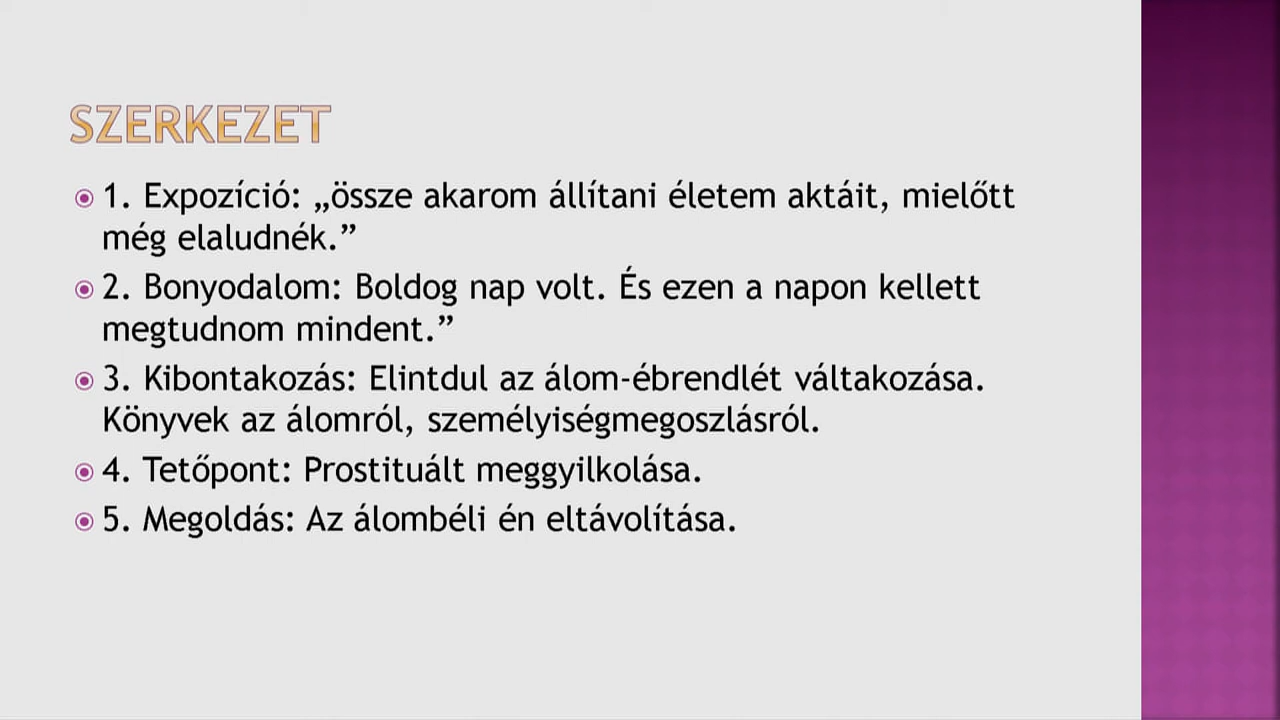 SZERKEZET
1. Expozíció: „össze akarom állítani életem aktáit, mielőtt
még elaludnék.”
2. Bonyodalom: Boldog nap volt. És ezen a napon kellett
megtudnom mindent.”
3. Kibontakozás: Elintdul az álom-ébrendlét váltakozása.
Könyvek az álomról, személyiségmegoszlásról.
4. Tetőpont: Prostituált meggyilkolása.
5. Megoldás: Az álombéli én eltávolítása.